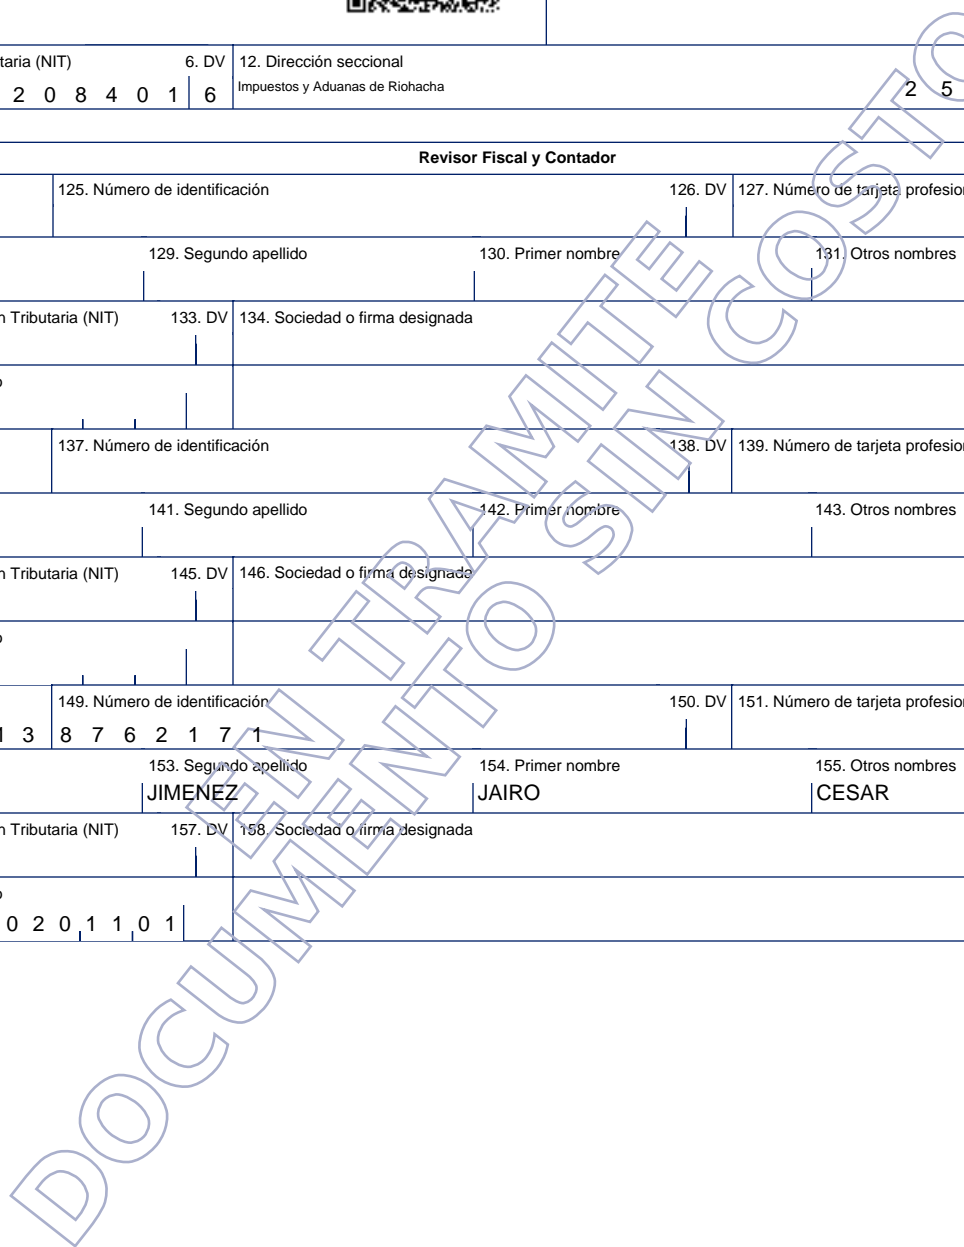 taria (NIT) 6. DV 12. Dirección seccional
2 0 8 4 0 1 6 Impuestos y Aduanas de Riohacha 2 5
Revisor Fiscal y Contador
125. Número de identificación 126. DV 127. Número de tarjeta profesion
129. Segundo apellido 130. Primer nombre 131. Otros nombres
n Tributaria (NIT) 133. DV 134. Sociedad o firma designada
137. Número de identificación 138. DV 139. Número de tarjeta profesion
141. Segundo apellido 142. Primer nombre 143. Otros nombres
n Tributaria (NIT) 145. DV 146. Sociedad o firma designada
149. Número de identificación 150. DV 151. Número de tarjeta profesion
1 3 8 7 6 2 1 7 1
153. Segundo apellido 154. Primer nombre 155. Otros nombres
JIMENEZ JAIRO CESAR
n Tributaria (NIT) 157. DV 158. Sociedad o firma designada
0 2 0 1 1 0 1
EN TRAMITE
DOCUMENTO SIN COSTO